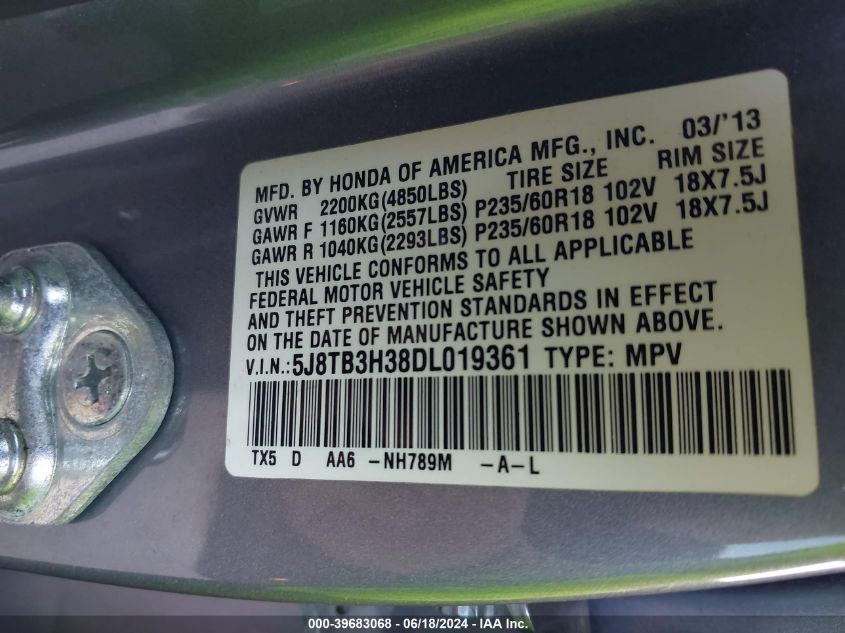 MFD. BY HONDA OF AMERICA MFG., INC. 03/'13
GVWR 2200KG(4850LBS) TIRE SIZE RIM SIZE
GAWR F 1160KG(2557LBS) P235/60R18 102V 18X7.5J
GAWR R 1040KG(2293LBS) P235/60R18 102V 18X7.5J
THIS VEHICLE CONFORMS TO ALL APPLICABLE
FEDERAL MOTOR VEHICLE SAFETY
AND THEFT PREVENTION STANDARDS IN EFFECT
ON THE DATE OF MANUFACTURE SHOWN ABOVE.
V.I.N.:5J8TB3H38DL019361 TYPE: MPV
TX5 D AA6 -NH789M -A-L
000-39683068 - 06/18/2024 - IAA Inc.